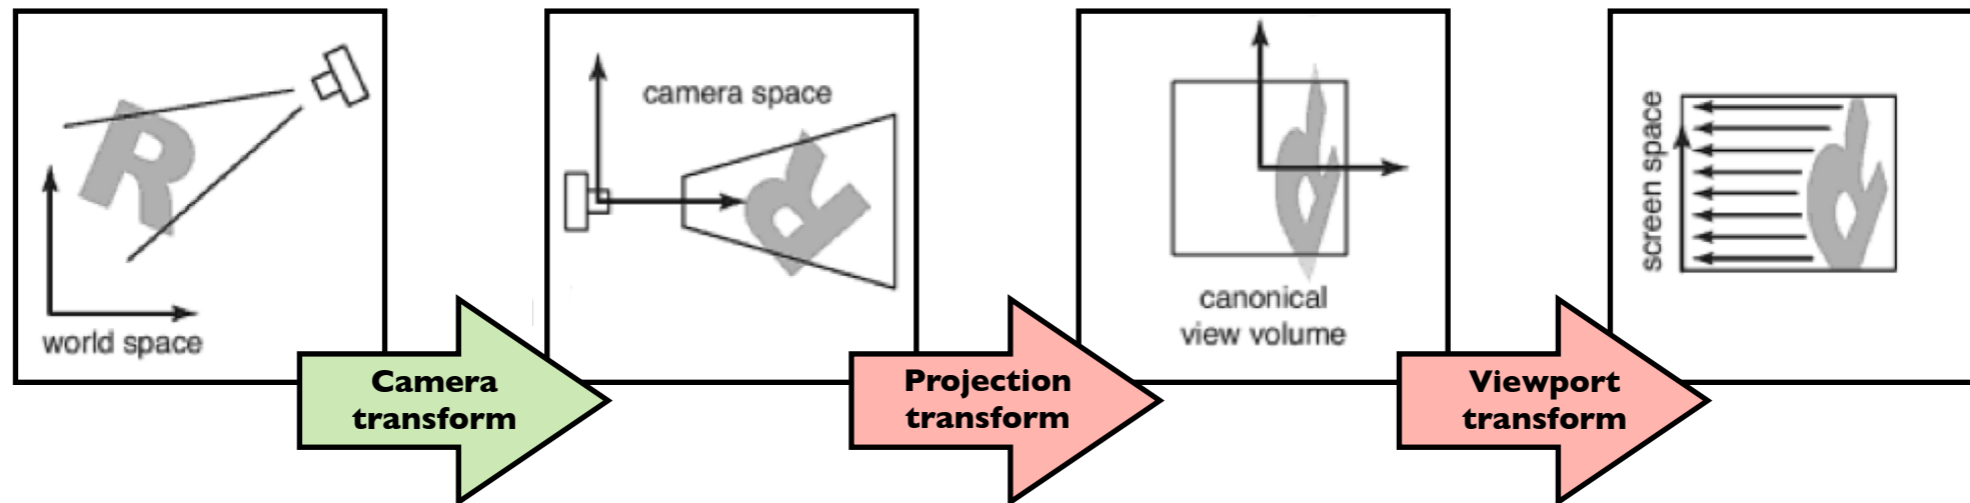 world space
Camera
transform
camera space
Projection
transform
canonical
view volume
Viewport
transform
screen space